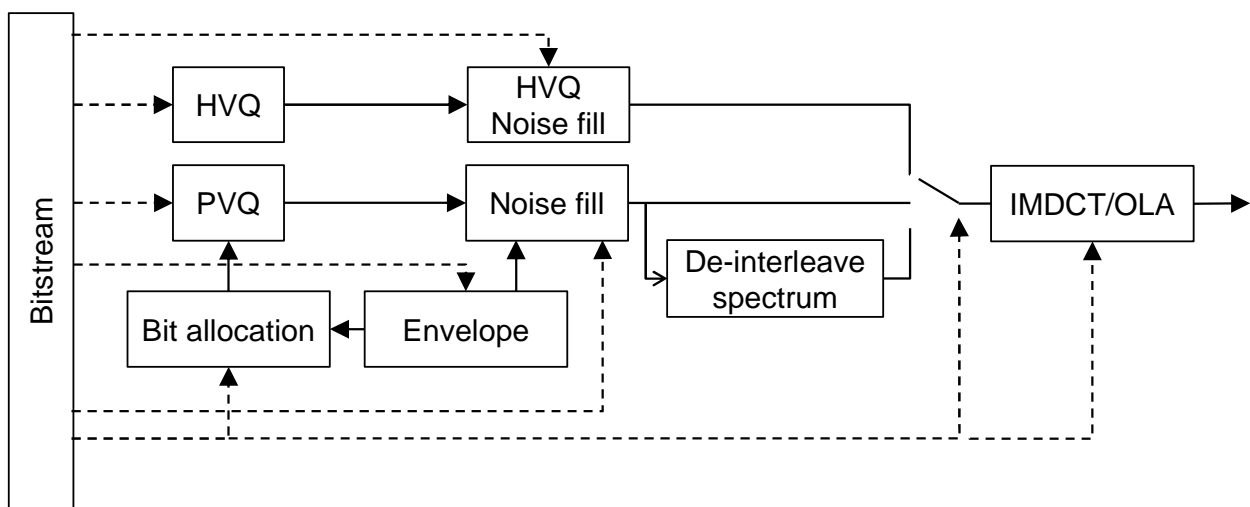 Bitstream
HVQ
HVQ
Noise fill
PVQ
Noise fill
IMDCT/OLA
De-interleave
spectrum
Bit allocation
Envelope